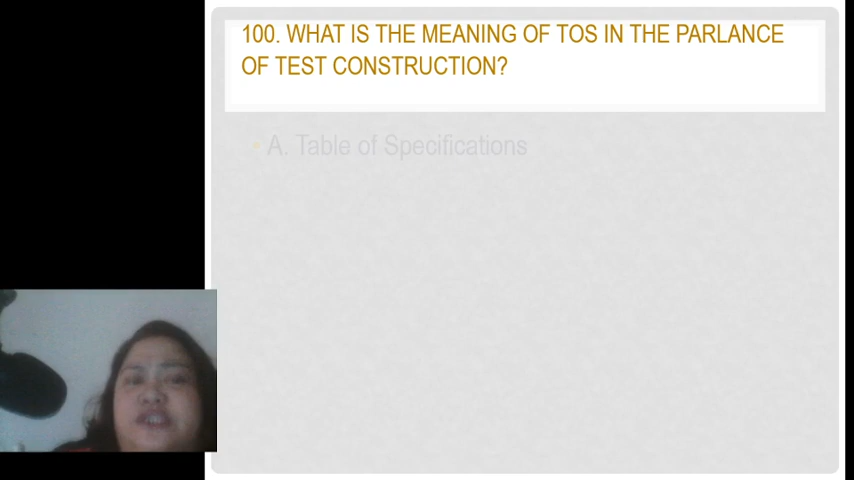 100. WHAT IS THE MEANING OF TOS IN THE PARLANCE
OF TEST CONSTRUCTION?
• A. Table of Specifications